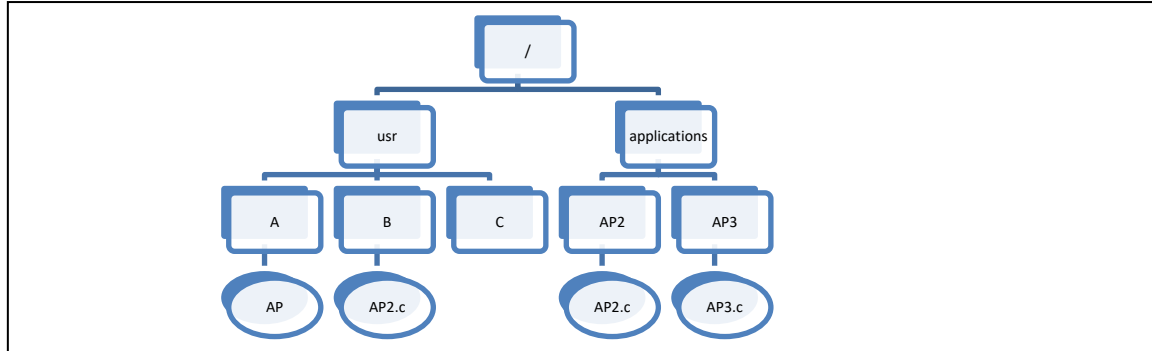 /
usr
applications
A
B
C
AP2
AP3
AP
AP2.c
AP2.c
AP3.c